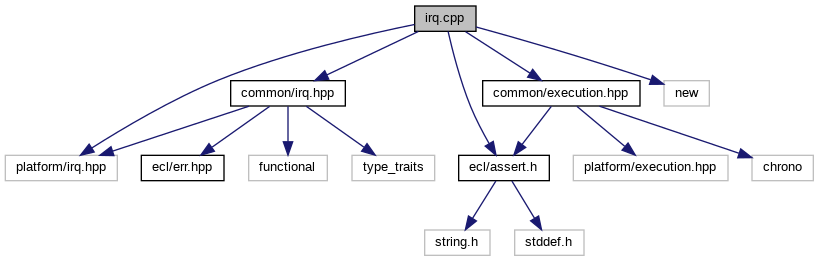 irq.cpp
common/irq.hpp
common/execution.hpp
new
platform/irq.hpp
ecl/err.hpp
functional
type_traits
ecl/assert.h
platform/execution.hpp
chrono
string.h
stddef.h